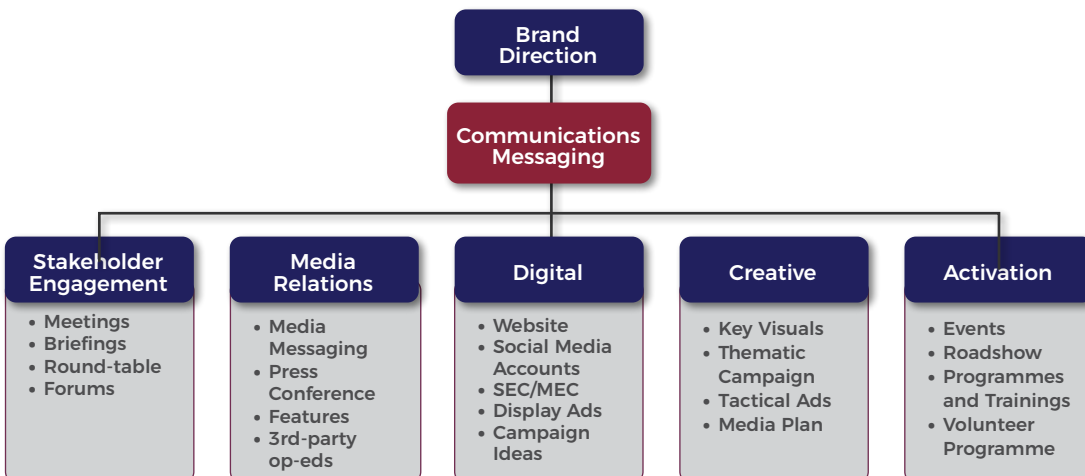 Brand
Direction
Communications
Messaging
Stakeholder
Engagement
• Meetings
• Briefings
• Round-table
• Forums
Media
Relations
• Media
Messaging
• Press
Conference
• Features
• 3rd-party
op-eds
Digital
• Website
• Social Media
Accounts
• SEC/MEC
• Display Ads
• Campaign
Ideas
Creative
• Key Visuals
• Thematic
Campaign
• Tactical Ads
• Media Plan
Activation
• Events
• Roadshow
• Programmes
and Trainings
• Volunteer
Programme